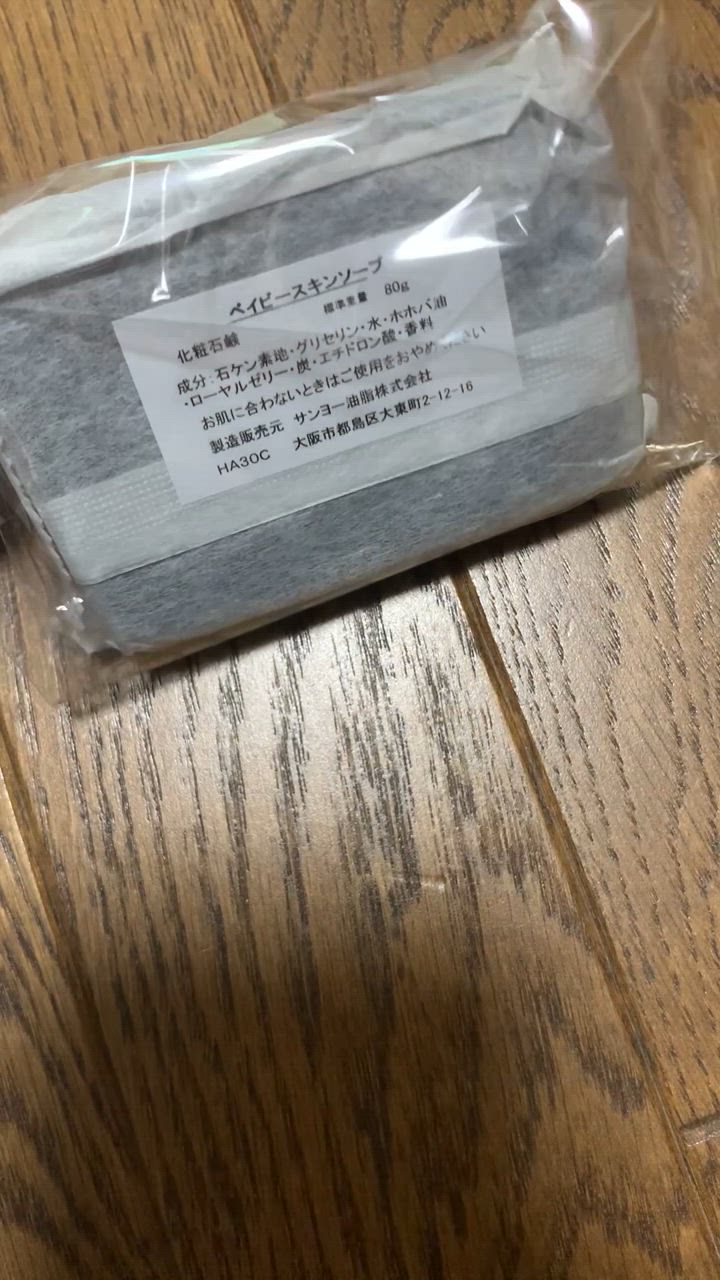 ベイビースキンソープ
標準重量 80g
化粧石鹸
成分:石ケン素地・グリセリン・水・ホホバ油
・ローヤルゼリー・炭・エチドロン酸・香料
お肌に合わないときはご使用をおやめ さい
製造販売元 サンヨー油脂株式会社
HA30C 大阪市都島区大東町2-12-16